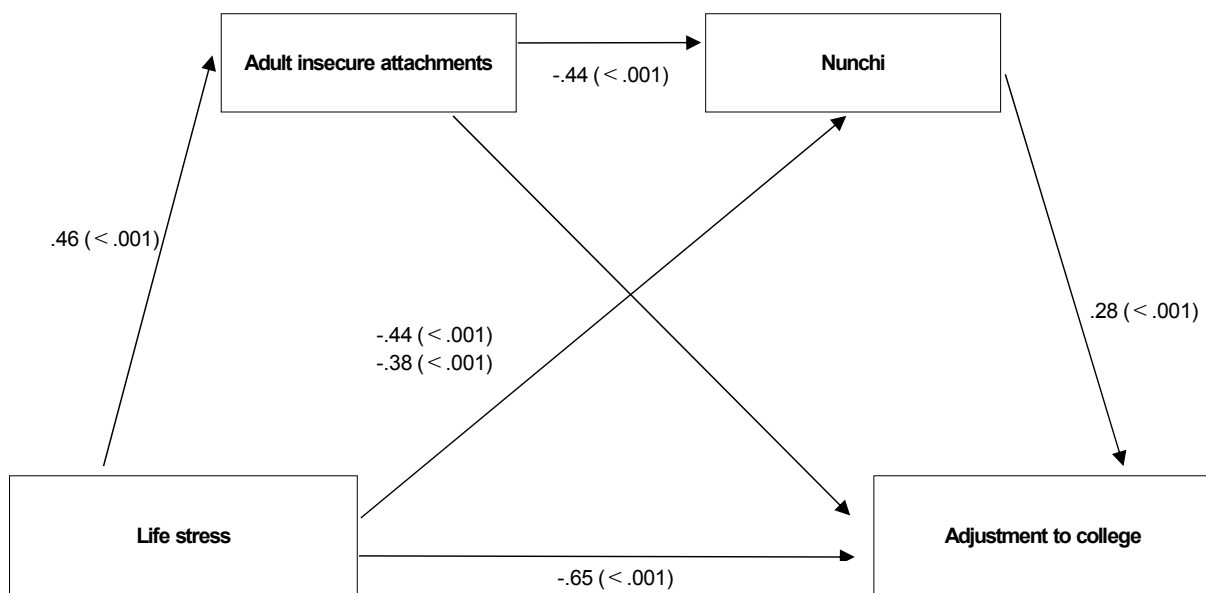 Adult insecure attachments
Nunchi
-.44 (＜.001)
.46 (＜.001)
-.44 (＜.001)
-.38 (＜.001)
.28 (＜.001)
Life stress
Adjustment to college
-.65 (＜.001)